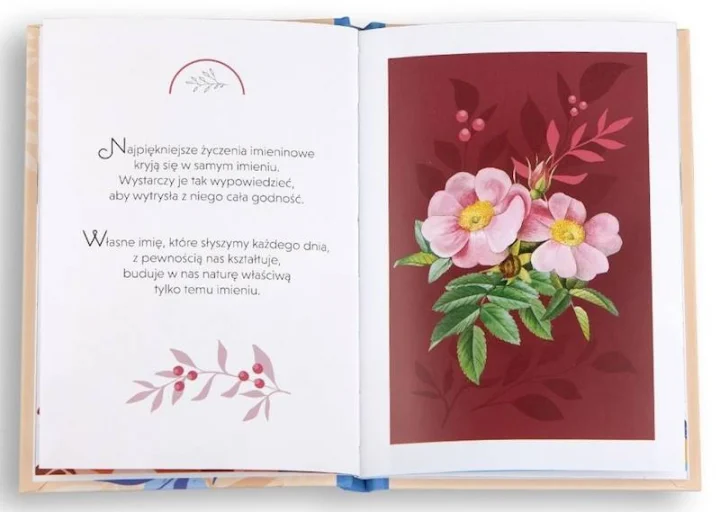 Najpiękniejsze życzenia imieninowe
kryją się w samym imieniu.
Wystarczy je tak wypowiedzieć,
aby wytrysła z niego cała godność.
Własne imię, które słyszymy każdego dnia,
z pewnością nas kształtuje,
buduje w nas naturę właściwą
tylko temu imieniu.